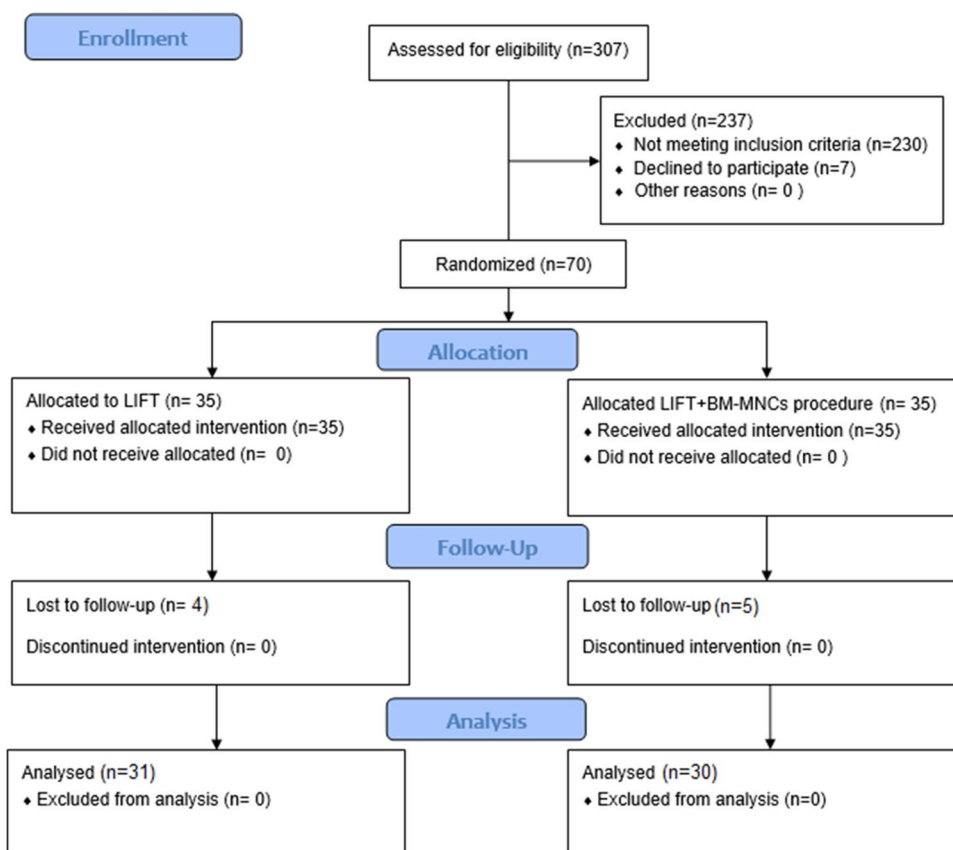 Enrollment
Assessed for eligibility (n=307)
Excluded (n=237)
♦ Not meeting inclusion criteria (n=230)
♦ Declined to participate (n=7)
♦ Other reasons (n= 0 )
Randomized (n=70)
Allocation
Allocated to LIFT (n= 35)
♦ Received allocated intervention (n=35)
♦ Did not receive allocated (n=  0)
Allocated LIFT+BM-MNCs procedure (n= 35)
♦ Received allocated intervention (n=35)
♦ Did not receive allocated (n= 0 )
Follow-Up
Lost to follow-up (n= 4)
Discontinued intervention (n= 0)
Lost to follow-up (n=5)
Discontinued intervention (n= 0)
Analysis
Analysed (n=31)
♦ Excluded from analysis (n= 0)
Analysed (n=30)
♦ Excluded from analysis (n=0)